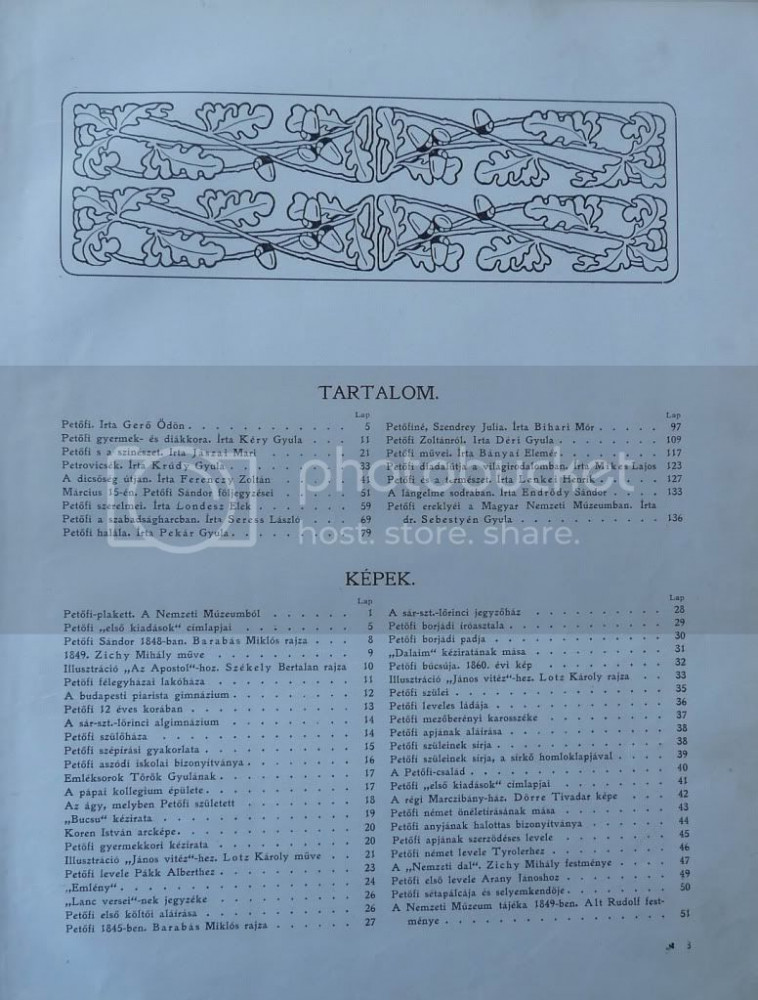 TARTALOM.
Lap
Petőfi. Irta Gerő Ödön . . . . . . . . . . . . 5
Petőfi gyermek- és diákkora. Írta Kéry Gyula . . . 11
Petőfi s a színészet. Irta Jászai Mari . . . . . 21
Petrovicsék. Írta Krúdy Gyula . . . . . . . 33
A dicsőség útján. Írta Ferenczy Zoltán . . . .
Március 15-én. Petőfi Sándor följegyzései . . . . 51
Petőfi szerelmei. Írta Londesz Elek . . . . . . 59
Petőfi a szabadságharcban. Írta Seress László . . . 69
Petőfi halála. Írta Pekár Gyula . . . . . . . . 79
Lap
Petőfiné, Szendrey Julia. Írta Bihari Mór . . . . . 97
Petőfi Zoltánról. Írta Déri Gyula . . . . . . . . 109
Petőfi művei. Írta Bányai Elemér . . . . . . . 117
Petőfi diadalútja a világirodalomban. Írta Mikes Lajos 123
Petőfi és a természet. Írta Lenkei Henrik . . . . . 127
A lángelme sodrában. Írta Endrődy Sándor . . . . . 133
Petőfi ereklyéi a Magyar Nemzeti Múzeumban. Írta
dr. Sebestyén Gyula . . . . . . . . . . . 136
KÉPEK.
Lap
Petőfi-plakett. A Nemzeti Múzeumból . . . . . . 1
Petőfi „első kiadások" címlapjai . . . . . . . 5
Petőfi Sándor 1848-ban. Barabás Miklós rajza . . . 8
1849. Zichy Mihály műve . . . . . . . . . 9
Illusztráció „Az Apostol"-hoz. Székely Bertalan rajza 10
Petőfi félegyházai lakóháza . . . . . . . . . 11
A budapesti piarista gimnázium . . . . . . . . 12
Petőfi 12 éves korában . . . . . . . . . . 13
A sár-szt.-lőrinci algimnázium . . . . . . . . 14
Petőfi szülőháza . . . . . . . . . . . . 14
Petőfi szépírási gyakorlata . . . . . . . . . 15
Petőfi aszódi iskolai bizonyítványa . . . . . . . 16
Emléksorok Török Gyulának . . . . . . . . . 17
A pápai kollegium épülete . . . . . . . . . 17
Az ágy, melyben Petőfi született . . . . . . . 18
„Bucsu" kézirata . . . . . . . . . . . . 19
Koren István arcképe . . . . . . . . . . . 20
Petőfi gyermekkori kézirata . . . . . . . . . 20
Illusztráció „János vitéz"-hez. Lotz Károly műve . . 21
Petőfi levele Pákk Alberthez . . . . . . . . . 23
„Emlény" . . . . . . . . . . . . . . 24
„Lanc versei"-nek jegyzéke . . . . . . . . . 26
Petőfi első költői aláírása . . . . . . . . . . 26
Petőfi 1845-ben. Barabás Miklós rajza . . . . . . 27
Lap
A sár-szt.-lőrinci jegyzőház . . . . . . . . . 28
Petőfi borjádi íróasztala . . . . . . . . . . 29
Petőfi borjádi padja . . . . . . . . . . . 30
„Dalaim" kéziratának mása . . . . . . . . . 31
Petőfi búcsúja. 1860. évi kép . . . . . . . . 32
Illusztráció „János vitéz"-hez. Lotz Károly rajza . . 33
Petőfi szülei . . . . . . . . . . . . . 35
Petőfi leveles ládája . . . . . . . . . . . 36
Petőfi mezőberényi karosszéke . . . . . . . . 37
Petőfi apjának aláírása . . . . . . . . . . 38
Petőfi szüleinek sírja . . . . . . . . . . . 38
Petőfi szüleinek sírja, a sírkő homloklapjával . . . . 39
A Petőfi-család . . . . . . . . . . . . 40
Petőfi „első kiadások" címlapjai . . . . . . . 41
A régi Marczibány-ház. Dörre Tivadar képe . . . 42
Petőfi német önéletírásának mása . . . . . . . 43
Petőfi anyjának halottas bizonyítványa . . . . . . 44
Petőfi apjának szerződéses levele . . . . . . . 45
Petőfi német levele Tyrolerhez . . . . . . . . 46
A „Nemzeti dal". Zichy Mihály festménye . . . . 47
Petőfi első levele Arany Jánoshoz . . . . . . . 49
Petőfi sétapálcája és selyemkendője . . . . . . . 50
A Nemzeti Múzeum tájéka 1849-ben. Alt Rudolf fest-
ménye . . . . . . . . . . . . . . 51
3
photobucket
host. store. share.